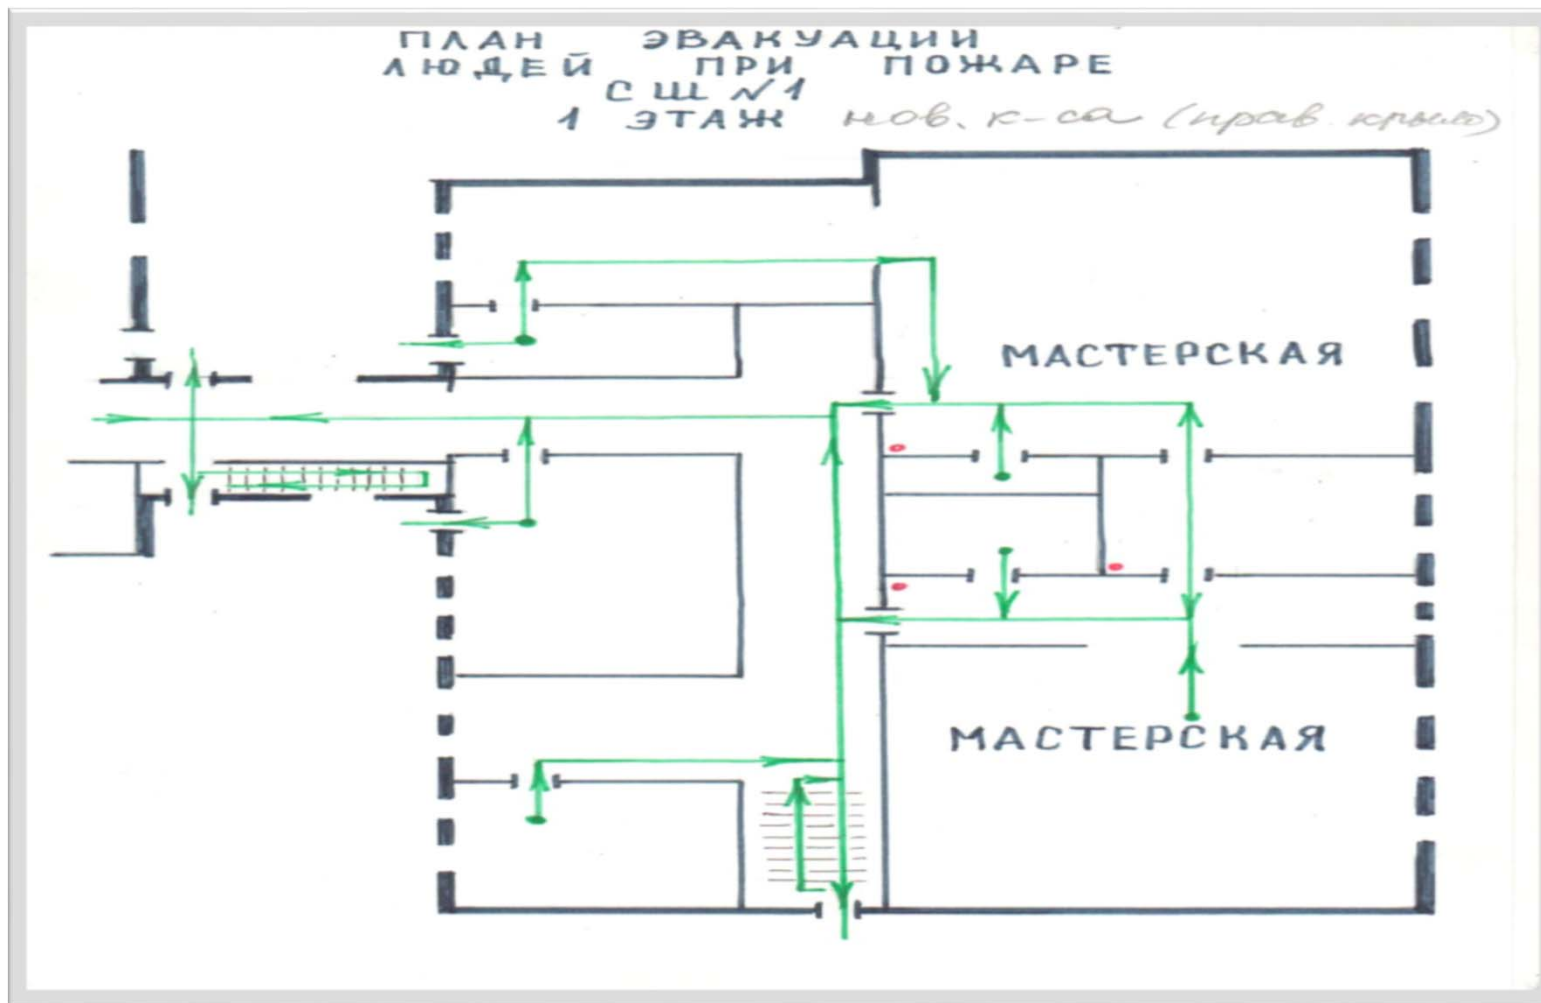 ПЛАН ЭВАКУАЦИИ
ЛЮДЕЙ ПРИ ПОЖАРЕ
СШ №1
1 ЭТАЖ нов. к-са (прав. крыло)
МАСТЕРСКАЯ
МАСТЕРСКАЯ